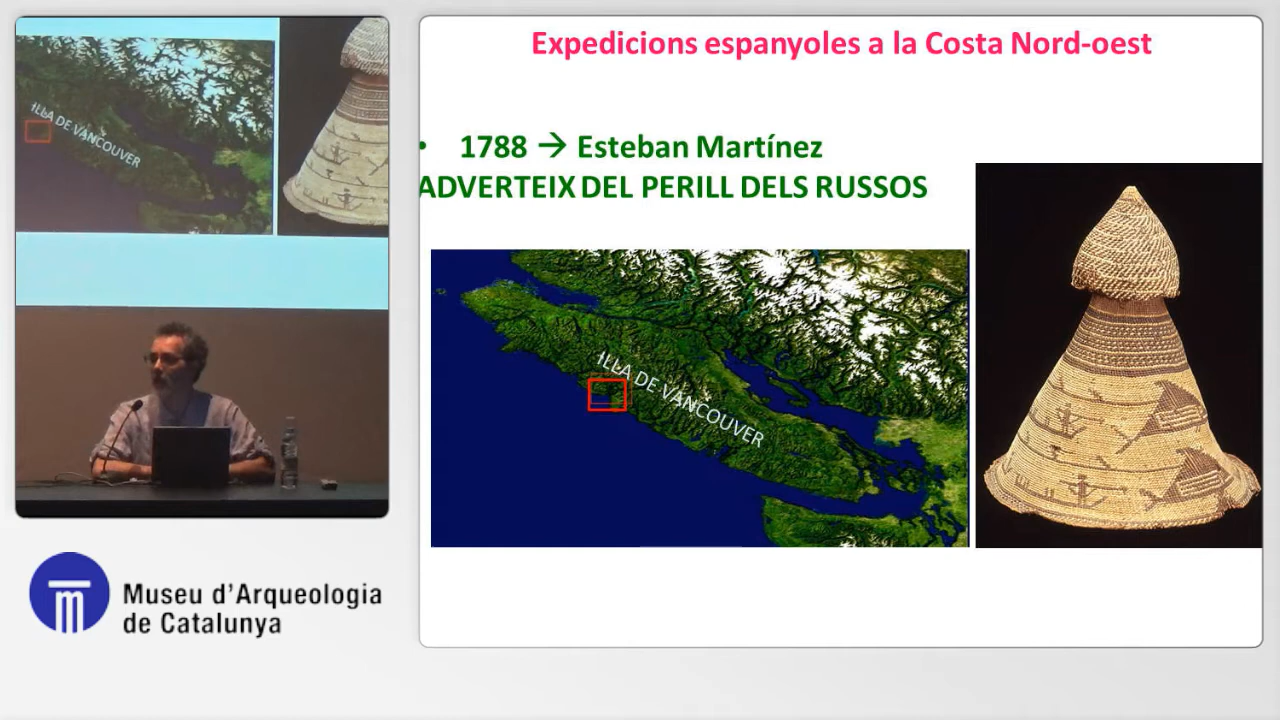 ILLA DE VANCOUVER
Museu d'Arqueologia
de Catalunya
Expedicions espanyoles a la Costa Nord-oest
• 1788 → Esteban Martínez
ADVERTEIX DEL PERILL DELS RUSSOS
ILLA DE VANCOUVER